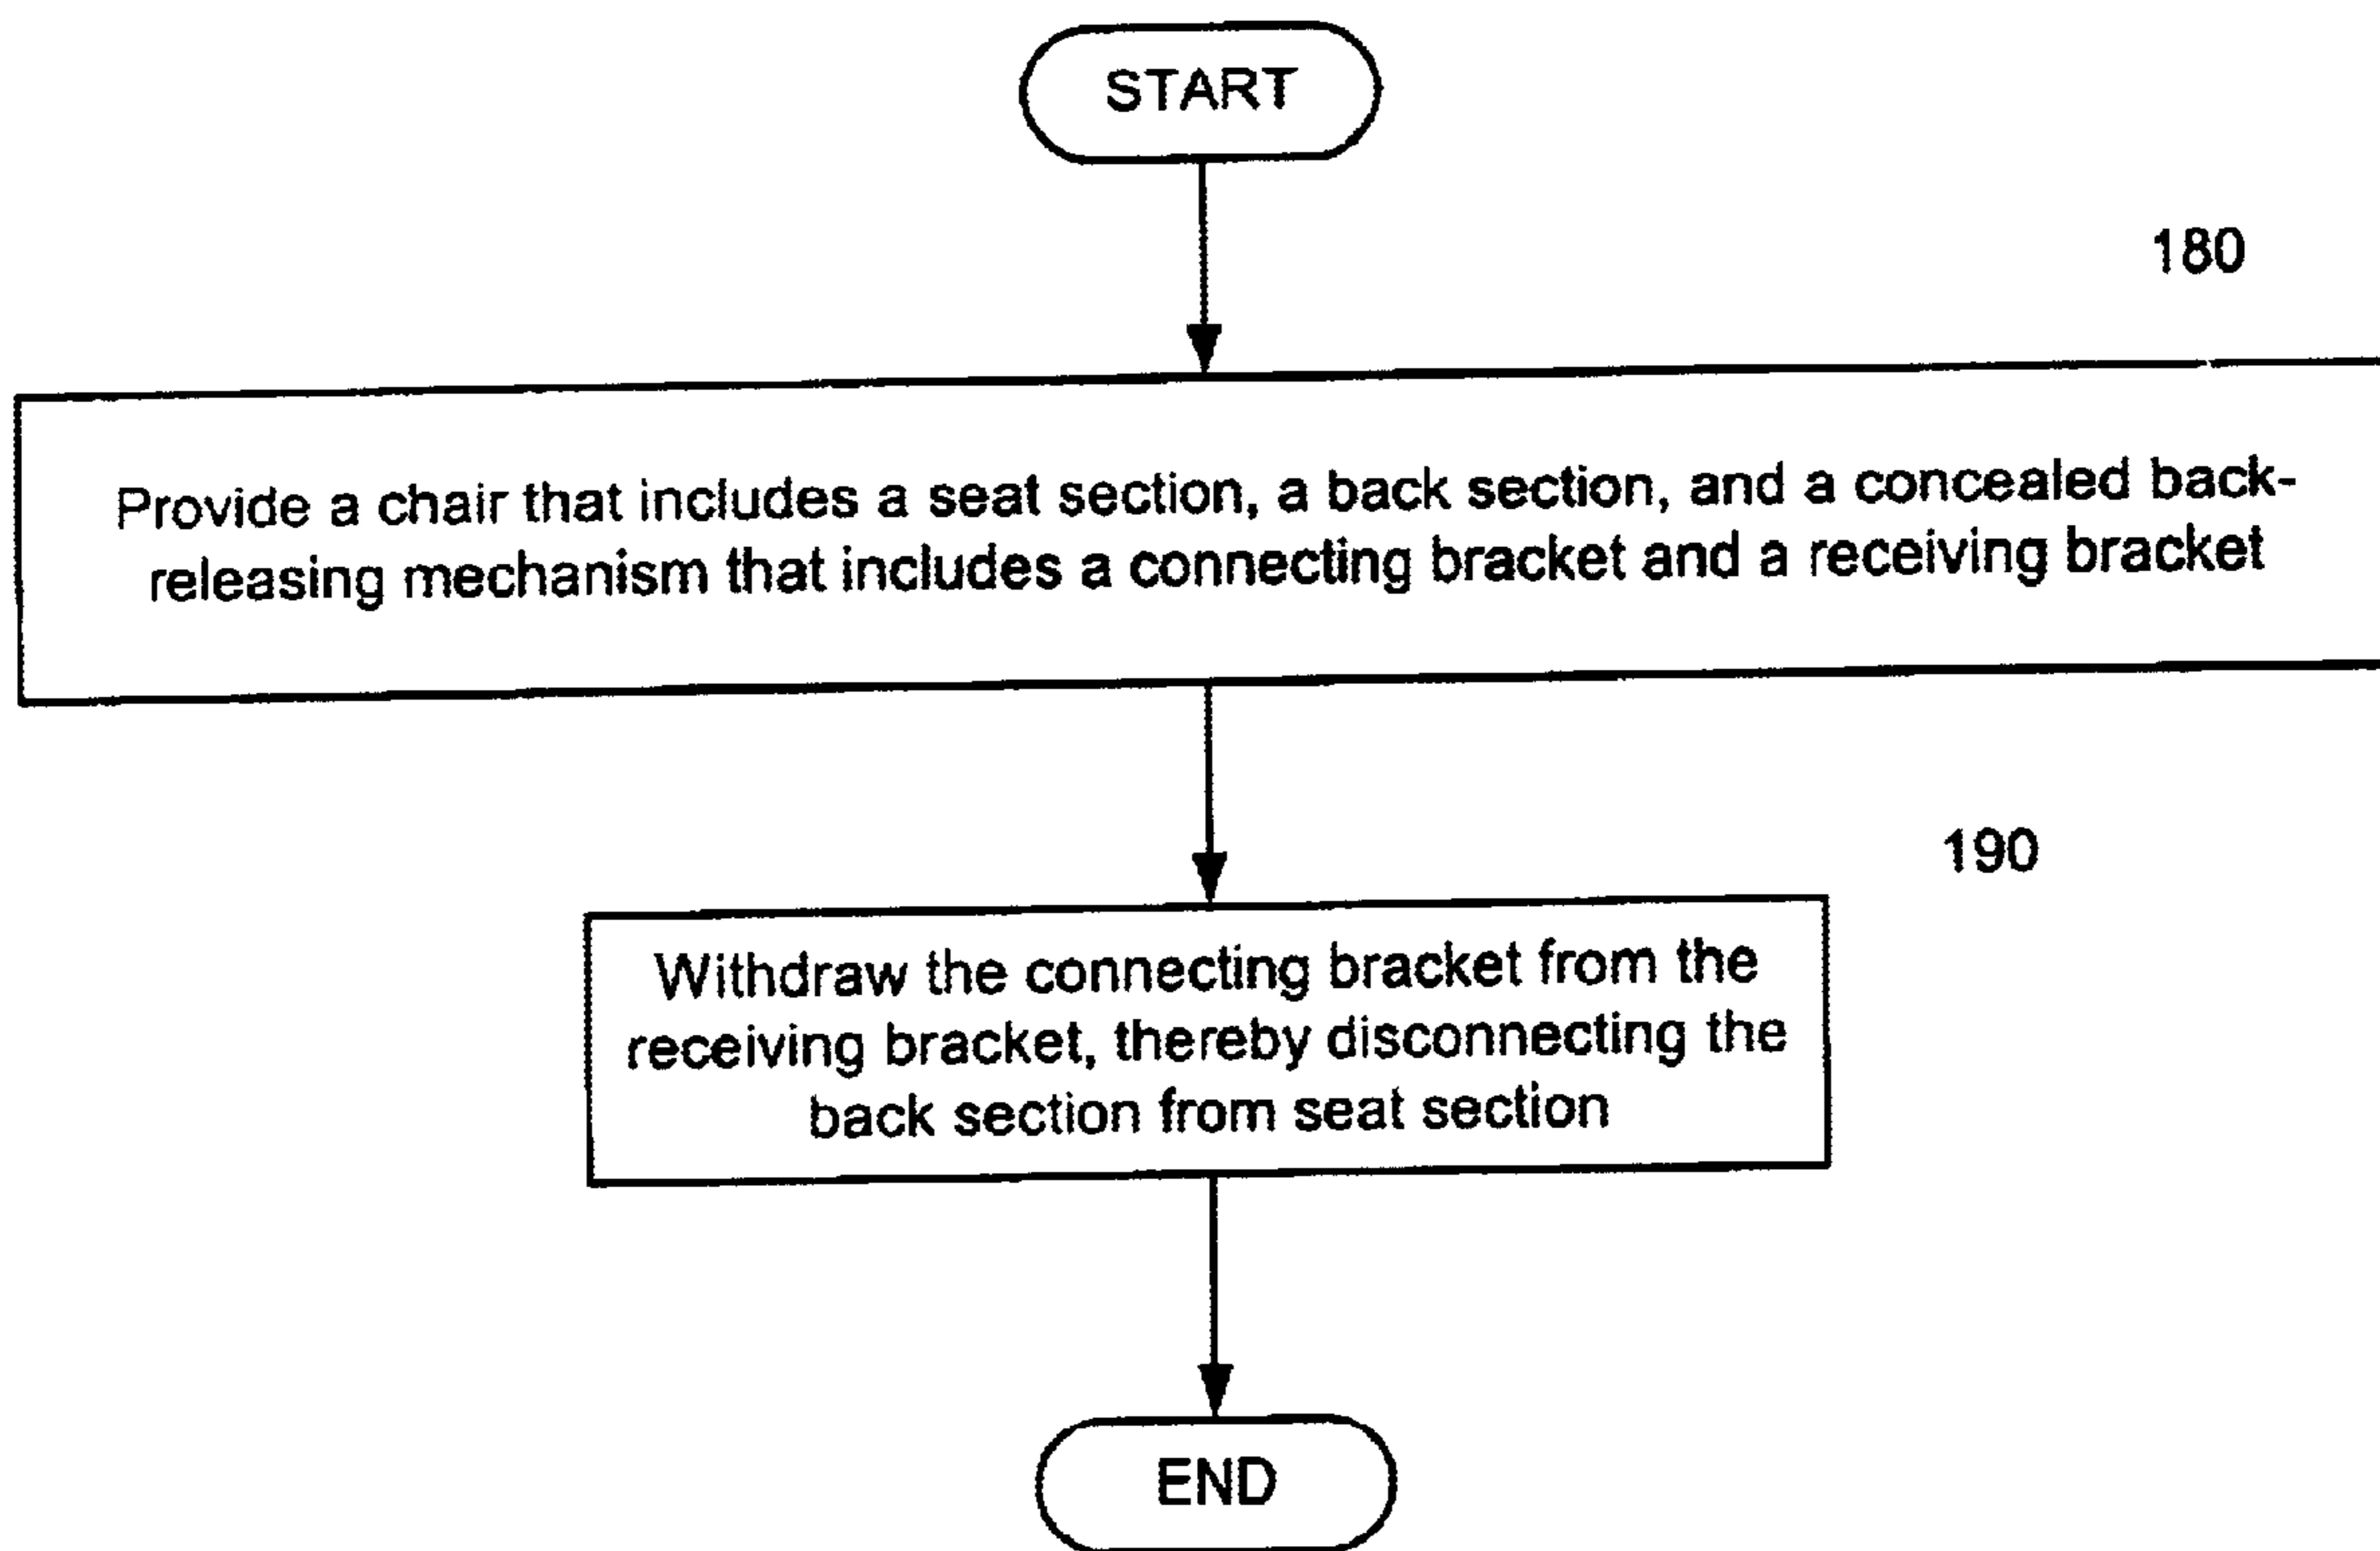 START
180
Provide a chair that includes a seat section, a back section, and a concealed back-
releasing mechanism that includes a connecting bracket and a receiving bracket
190
Withdraw the connecting bracket from the
receiving bracket, thereby disconnecting the
back section from seat section
END